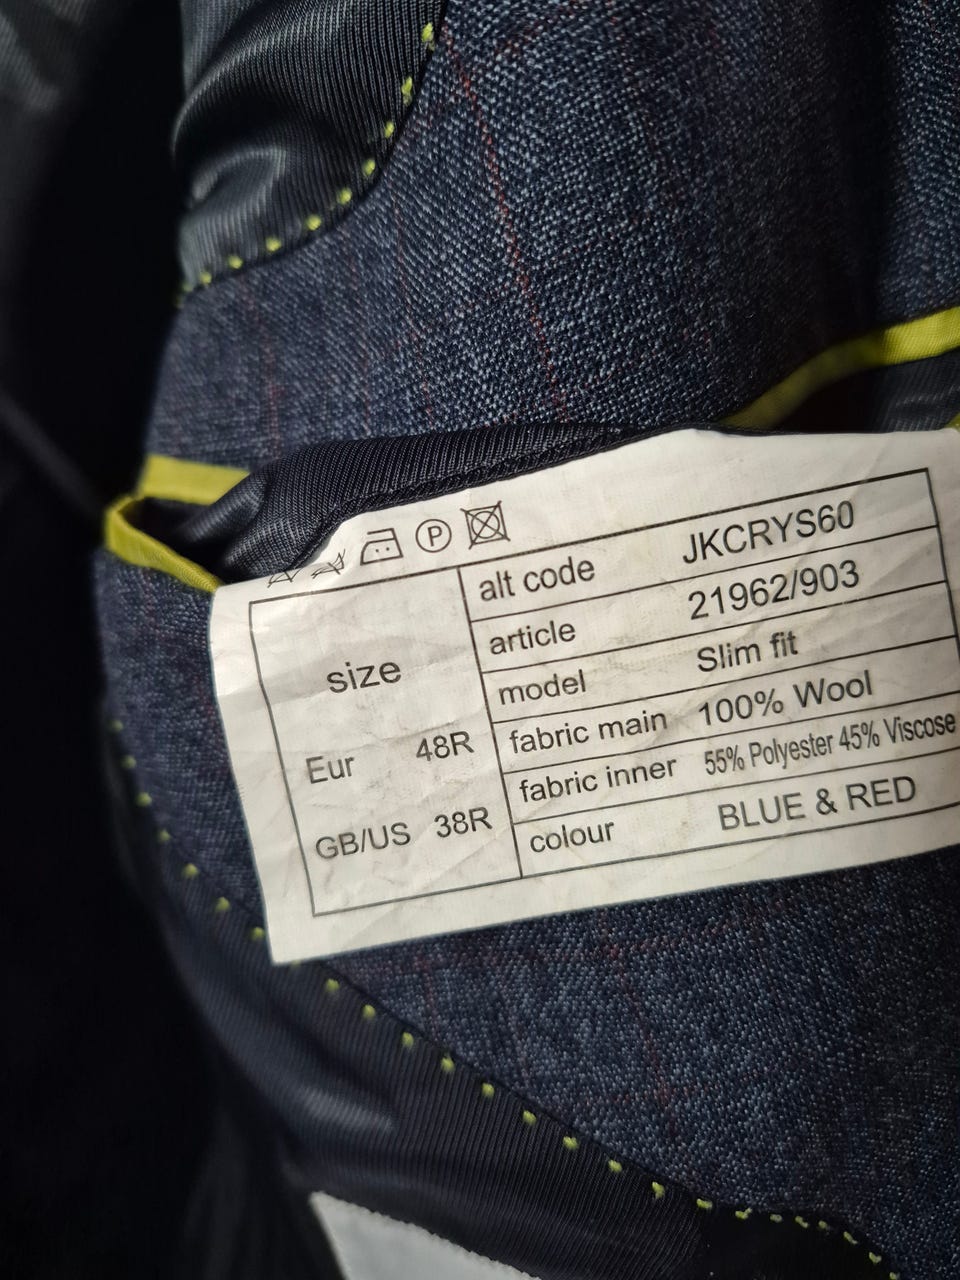 P
size
Eur 48R
GB/US 38R
alt code JKCRYS60
article 21962/903
model Slim fit
fabric main 100% Wool
fabric inner 55% Polyester 45% Viscose
colour BLUE & RED